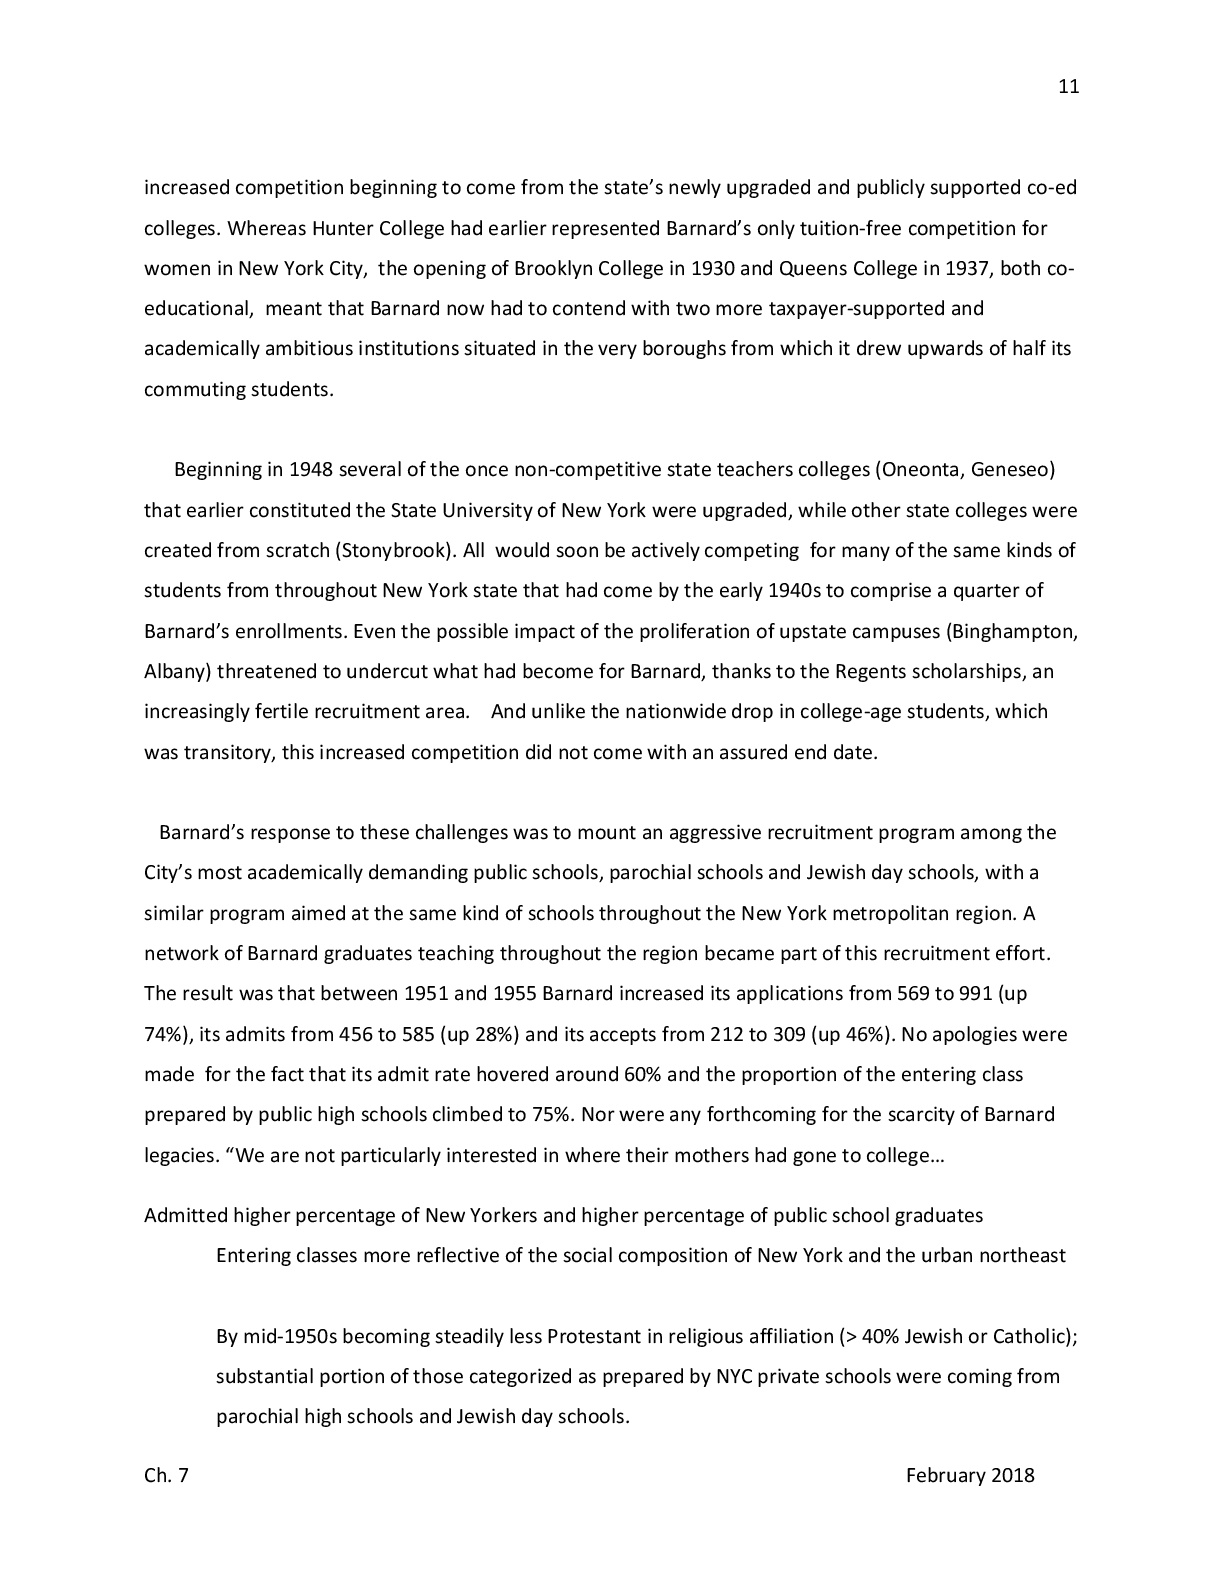 11
increased competition beginning to come from the state’s newly upgraded and publicly supported co-ed
colleges. Whereas Hunter College had earlier represented Barnard’s only tuition-free competition for
women in New York City,  the opening of Brooklyn College in 1930 and Queens College in 1937, both co-
educational,  meant that Barnard now had to contend with two more taxpayer-supported and
academically ambitious institutions situated in the very boroughs from which it drew upwards of half its
commuting students.
Beginning in 1948 several of the once non-competitive state teachers colleges (Oneonta, Geneseo)
that earlier constituted the State University of New York were upgraded, while other state colleges were
created from scratch (Stonybrook). All  would soon be actively competing  for many of the same kinds of
students from throughout New York state that had come by the early 1940s to comprise a quarter of
Barnard’s enrollments. Even the possible impact of the proliferation of upstate campuses (Binghampton,
Albany) threatened to undercut what had become for Barnard, thanks to the Regents scholarships, an
increasingly fertile recruitment area.    And unlike the nationwide drop in college-age students, which
was transitory, this increased competition did not come with an assured end date.
Barnard’s response to these challenges was to mount an aggressive recruitment program among the
City’s most academically demanding public schools, parochial schools and Jewish day schools, with a
similar program aimed at the same kind of schools throughout the New York metropolitan region. A
network of Barnard graduates teaching throughout the region became part of this recruitment effort.
The result was that between 1951 and 1955 Barnard increased its applications from 569 to 991 (up
74%), its admits from 456 to 585 (up 28%) and its accepts from 212 to 309 (up 46%). No apologies were
made  for the fact that its admit rate hovered around 60% and the proportion of the entering class
prepared by public high schools climbed to 75%. Nor were any forthcoming for the scarcity of Barnard
legacies. “We are not particularly interested in where their mothers had gone to college…
Admitted higher percentage of New Yorkers and higher percentage of public school graduates
Entering classes more reflective of the social composition of New York and the urban northeast
By mid-1950s becoming steadily less Protestant in religious affiliation (> 40% Jewish or Catholic);
substantial portion of those categorized as prepared by NYC private schools were coming from
parochial high schools and Jewish day schools.
Ch. 7 February 2018